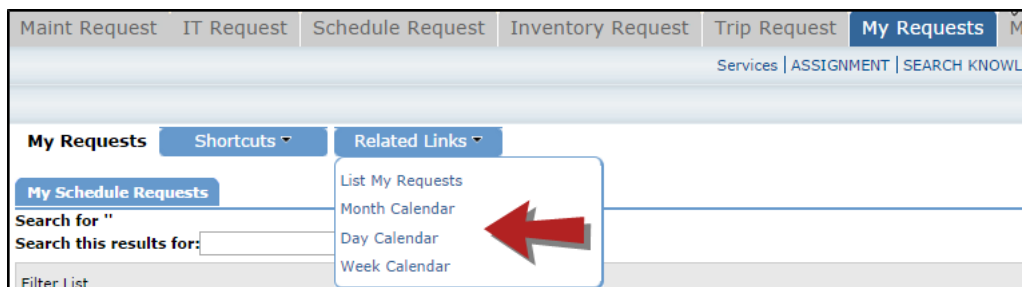 Maint Request IT Request Schedule Request Inventory Request Trip Request My Requests
Services | ASSIGNMENT | SEARCH KNOWL
My Requests Shortcuts Related Links
List My Requests
Month Calendar
Day Calendar
Week Calendar
My Schedule Requests
Search for ''
Search this results for:
Filter List